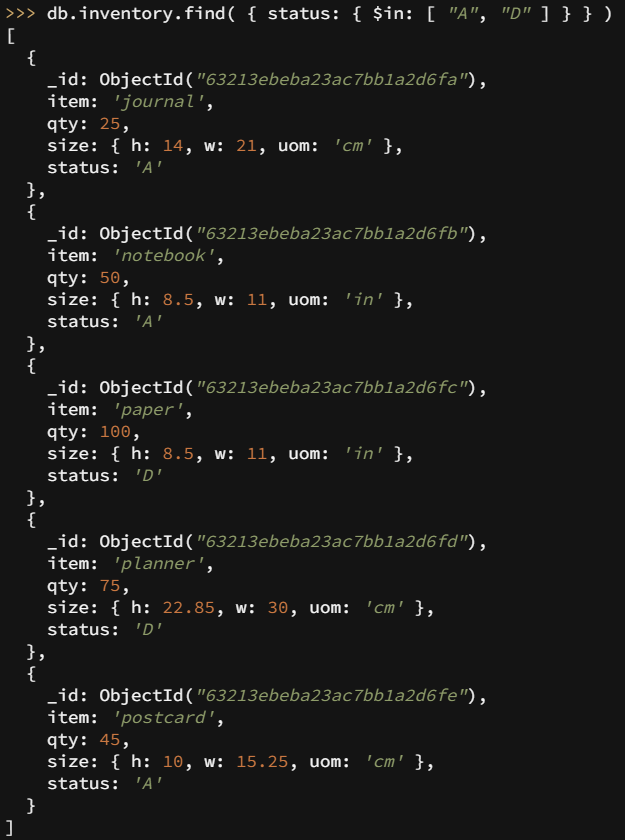 >>> db.inventory.find( { status: { $in: [ "A", "D" ] } } )
[
  {
    _id: ObjectId("63213ebeba23ac7bb1a2d6fa"),
    item: 'journal',
    qty: 25,
    size: { h: 14, w: 21, uom: 'cm' },
    status: 'A'
  },
  {
    _id: ObjectId("63213ebeba23ac7bb1a2d6fb"),
    item: 'notebook',
    qty: 50,
    size: { h: 8.5, w: 11, uom: 'in' },
    status: 'A'
  },
  {
    _id: ObjectId("63213ebeba23ac7bb1a2d6fc"),
    item: 'paper',
    qty: 100,
    size: { h: 8.5, w: 11, uom: 'in' },
    status: 'D'
  },
  {
    _id: ObjectId("63213ebeba23ac7bb1a2d6fd"),
    item: 'planner',
    qty: 75,
    size: { h: 22.85, w: 30, uom: 'cm' },
    status: 'D'
  },
  {
    _id: ObjectId("63213ebeba23ac7bb1a2d6fe"),
    item: 'postcard',
    qty: 45,
    size: { h: 10, w: 15.25, uom: 'cm' },
    status: 'A'
  }
]